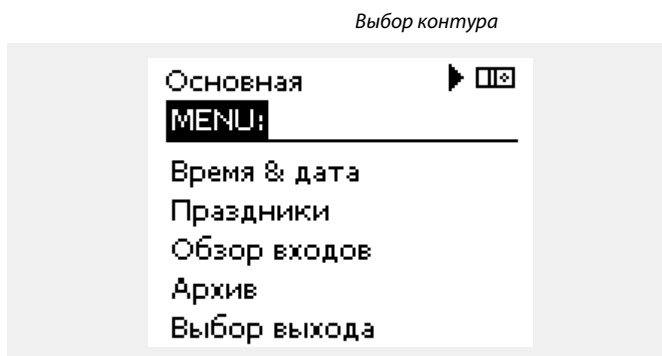 Выбор контура
Основная
MENU:
Время & дата
Праздники
Обзор входов
Архив
Выбор выхода